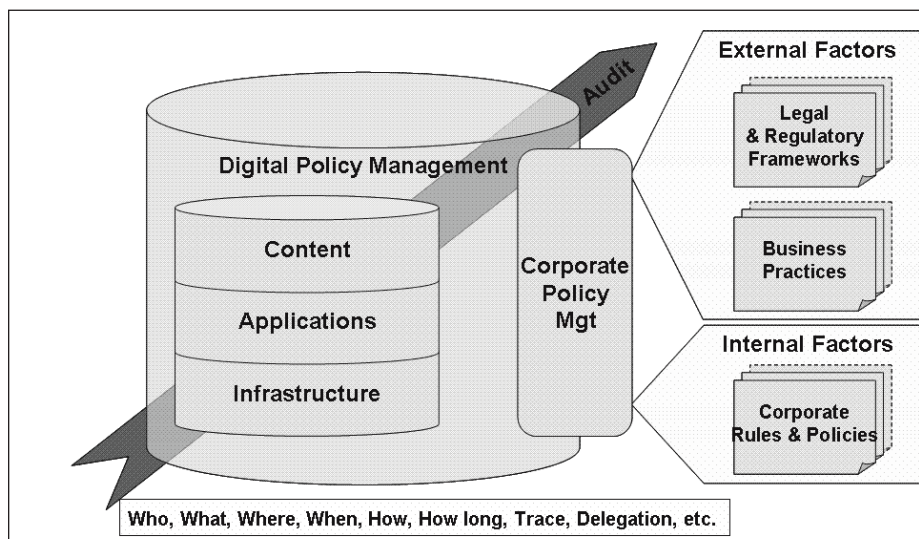 Audit
Digital Policy Management
Content
Applications
Infrastructure
Corporate
Policy
Mgt
External Factors
Legal
& Regulatory
Frameworks
Business
Practices
Internal Factors
Corporate
Rules & Policies
Who, What, Where, When, How, How long, Trace, Delegation, etc.